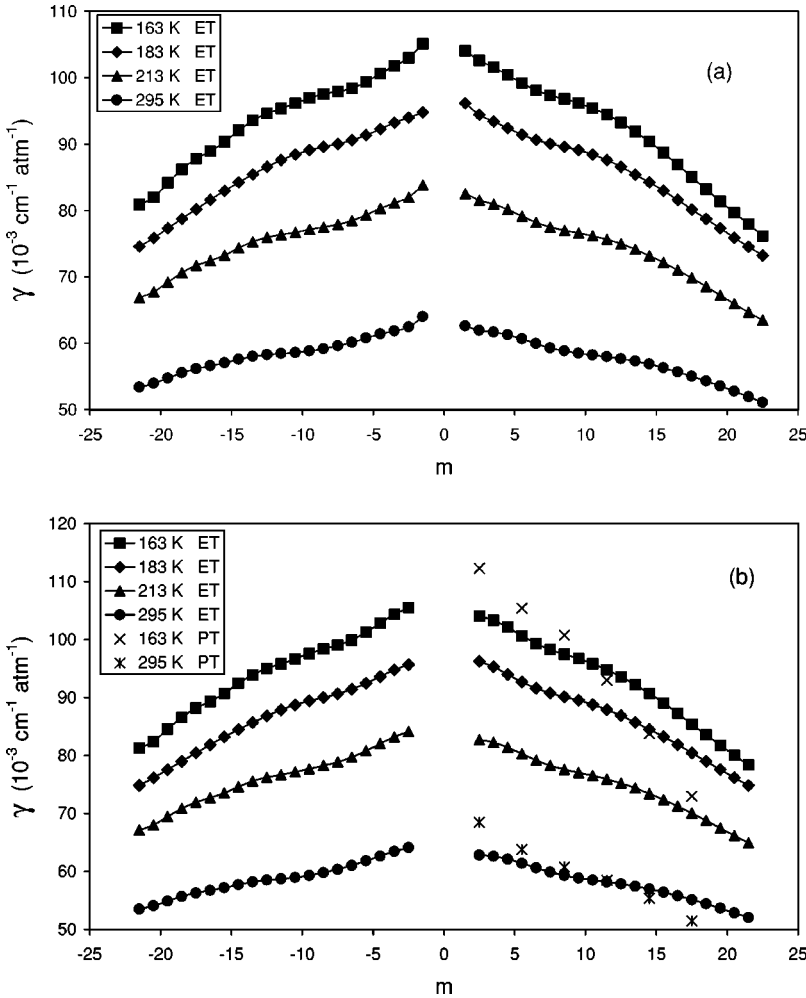 110
100
90
80
70
60
50
γ (10⁻³ cm⁻¹ atm⁻¹)
163 K ET
183 K ET
213 K ET
295 K ET
(a)
-25 -20 -15 -10 -5 0 5 10 15 20 25
m
120
110
100
90
80
70
60
50
γ (10⁻³ cm⁻¹ atm⁻¹)
163 K ET
183 K ET
213 K ET
295 K ET
163 K PT
295 K PT
(b)
-25 -20 -15 -10 -5 0 5 10 15 20 25
m